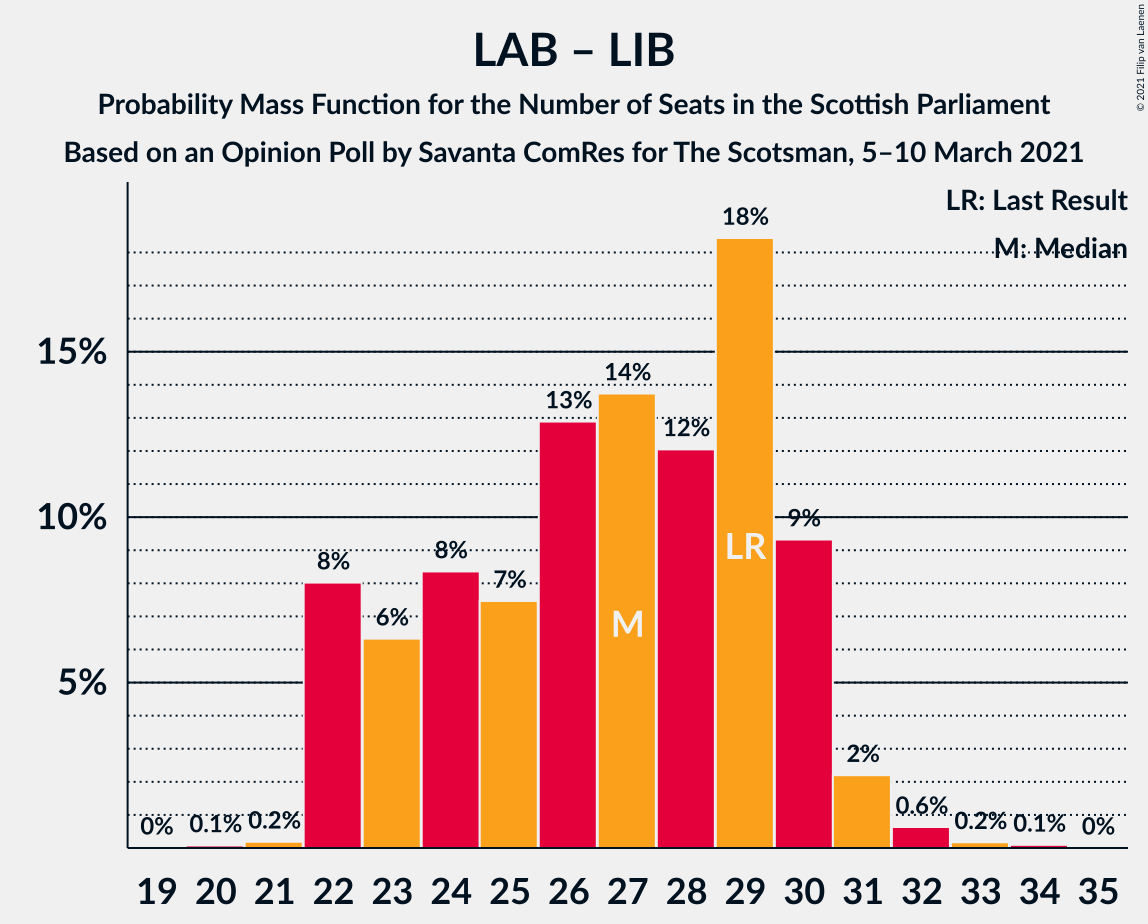 © 2021 Filip van Laenen
LAB – LIB
Probability Mass Function for the Number of Seats in the Scottish Parliament
Based on an Opinion Poll by Savanta ComRes for The Scotsman, 5–10 March 2021
LR: Last Result
M: Median
15%
10%
5%
0%
0.1%
0.2%
8%
6%
8%
7%
13%
14%
12%
18%
9%
2%
0.6%
0.2%
0.1%
0%
M
LR
19 20 21 22 23 24 25 26 27 28 29 30 31 32 33 34 35